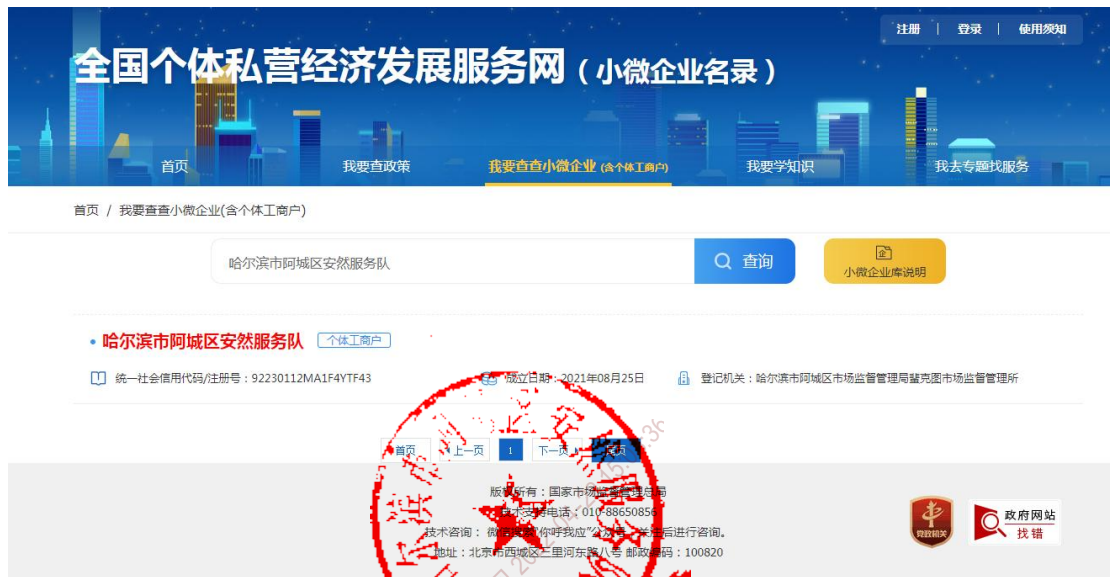 注册 | 登录 | 使用须知
全国个体私营经济发展服务网（小微企业名录）
首页 我要查政策 我要查查小微企业 (含个体工商户) 我要学知识 我去专题找服务
首页 / 我要查查小微企业(含个体工商户)
哈尔滨市阿城区安然服务队 查询 小微企业库说明
哈尔滨市阿城区安然服务队 个体工商户
统一社会信用代码/注册号：92230112MA1F4YTF43 成立日期：2021年08月25日 登记机关：哈尔滨市阿城区市场监督管理局蜚克图市场监督管理所
首页 上一页 1 下一页 尾页
版权所有：国家市场监督管理总局
技术支持电话：010-88650856
技术咨询： 微信搜索“你呼我应”公众号，关注后进行咨询。
地址：北京市西城区三里河东路八号 邮政编码：100820
党政机关
政府网站
找错